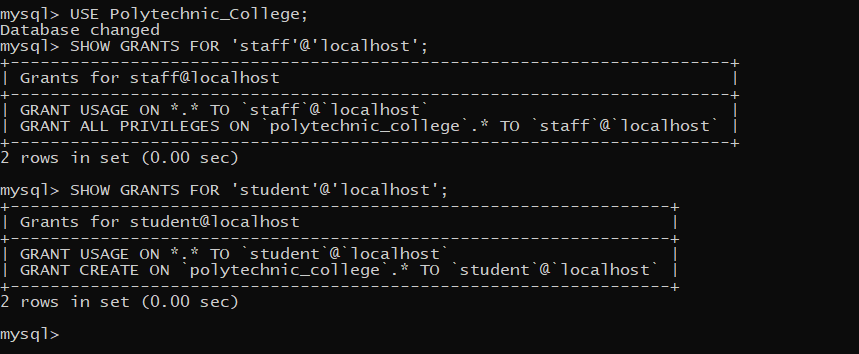 mysql> USE Polytechnic_College;
Database changed
mysql> SHOW GRANTS FOR 'staff'@'localhost';
+------------------------------------------------------------------------+
| Grants for staff@localhost                                             |
+------------------------------------------------------------------------+
| GRANT USAGE ON *.* TO `staff`@`localhost`                              |
| GRANT ALL PRIVILEGES ON `polytechnic_college`.* TO `staff`@`localhost` |
+------------------------------------------------------------------------+
2 rows in set (0.00 sec)

mysql> SHOW GRANTS FOR 'student'@'localhost';
+------------------------------------------------------------------+
| Grants for student@localhost                                     |
+------------------------------------------------------------------+
| GRANT USAGE ON *.* TO `student`@`localhost`                      |
| GRANT CREATE ON `polytechnic_college`.* TO `student`@`localhost` |
+------------------------------------------------------------------+
2 rows in set (0.00 sec)

mysql>